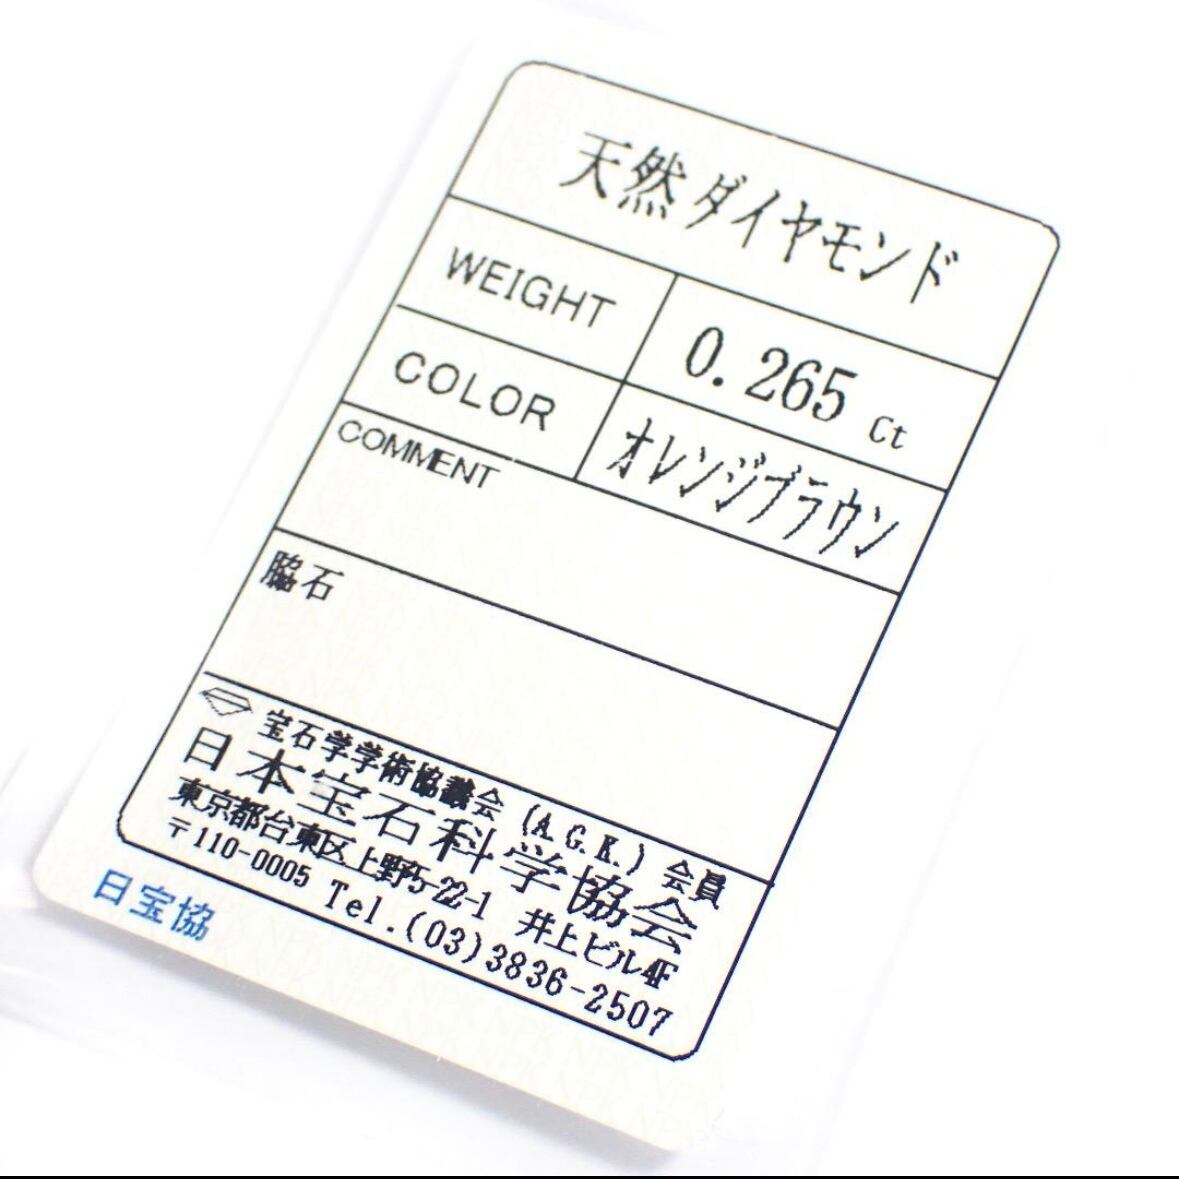 天然ダイヤモンド
WEIGHT 0.265 Ct
COLOR オレンジブラウン
COMMENT
脇石
宝石学学術協議会 (A.G.K.) 会員
日本宝石科学協会
東京都台東区上野5-22-1 井上ビル4F
〒110-0005 Tel.(03)3836-2507
日宝協